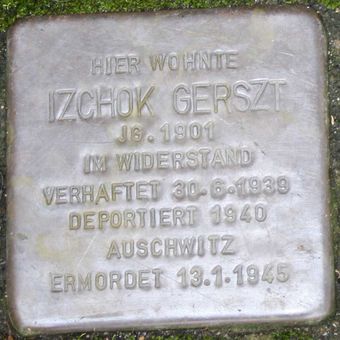 HIER WOHNTE
IZCHOK GERSZT
JG. 1901
IM WIDERSTAND
VERHAFTET 30.6.1939
DEPORTIERT 1940
AUSCHWITZ
ERMORDET 13.1.1945